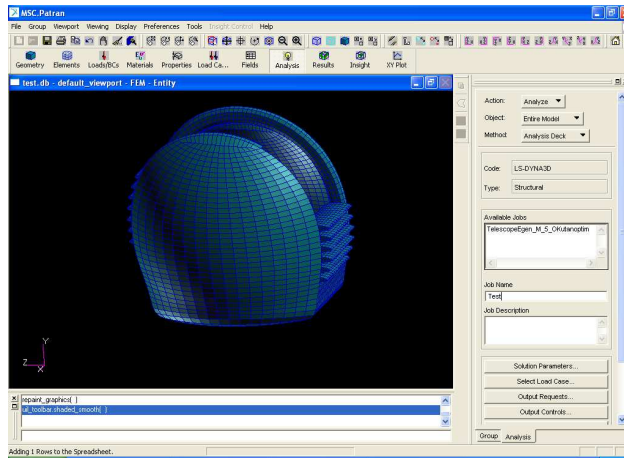 MSC.Patran
File Group Viewport Viewing Display Preferences Tools Insight Control Help
Geometry Elements Loads/BCs Materials Properties Load Ca... Fields Analysis Results Insight XY Plot
test.db - default_viewport - FEM - Entity
Action: Analyze
Object: Entire Model
Method: Analysis Deck
Code: LS-DYNA3D
Type: Structural
Available Jobs
TelescopeEgen_M_S_OKutanoptim
Job Name
Test
Job Description
Solution Parameters...
Select Load Case...
Output Requests...
Output Controls...
Group Analysis
Y
Z X
repaint_graphics( )
uil_toolbar.shaded_smooth( )
Adding 1 Rows to the Spreadsheet.